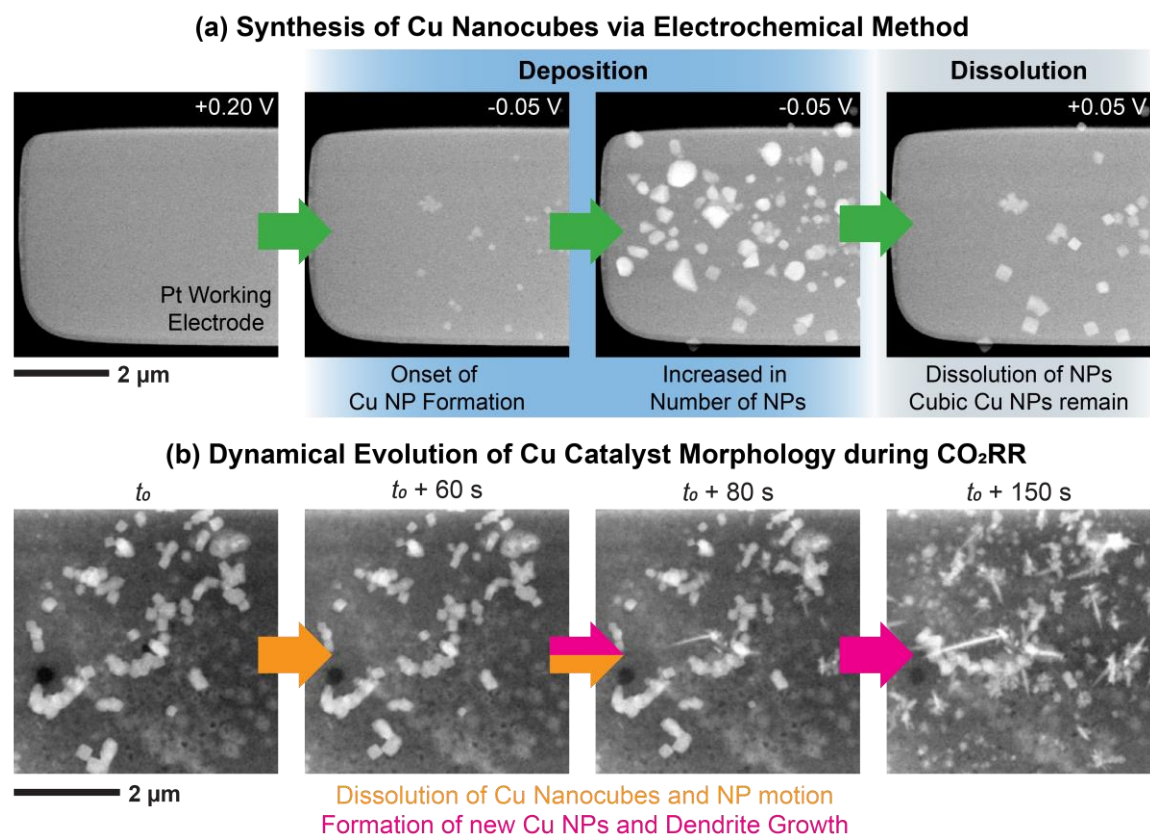 (a) Synthesis of Cu Nanocubes via Electrochemical Method
Deposition
Dissolution
+0.20 V
-0.05 V
-0.05 V
+0.05 V
Pt Working
Electrode
2 µm
Onset of
Cu NP Formation
Increased in
Number of NPs
Dissolution of NPs
Cubic Cu NPs remain
(b) Dynamical Evolution of Cu Catalyst Morphology during CO₂RR
t₀
t₀ + 60 s
t₀ + 80 s
t₀ + 150 s
2 µm
Dissolution of Cu Nanocubes and NP motion
Formation of new Cu NPs and Dendrite Growth